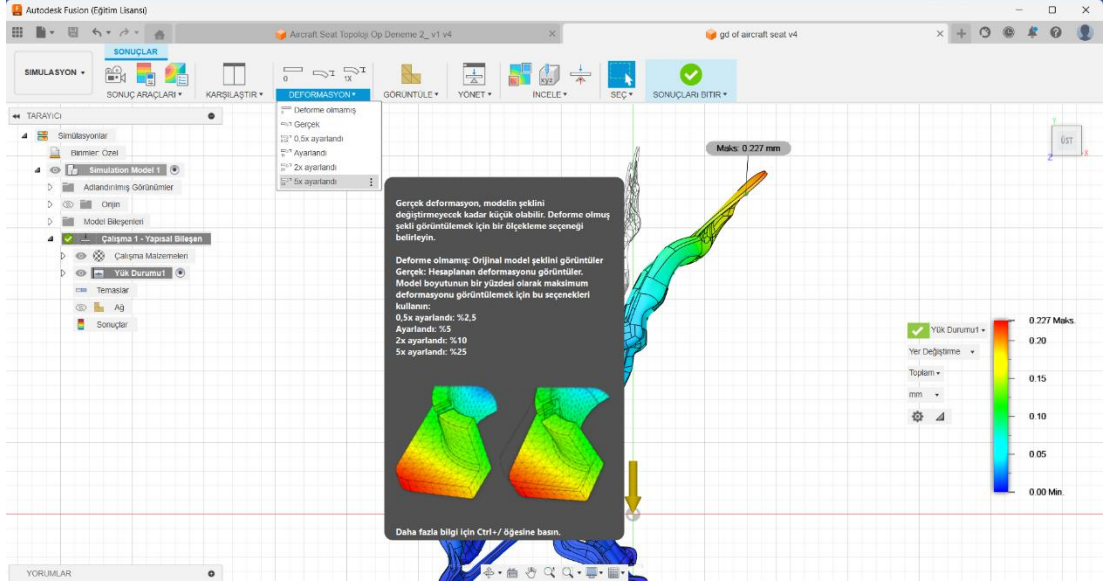 Autodesk Fusion (Eğitim Lisansı)
Aircraft Seat Topoloji Op Deneme 2_ v1 v4
gd of aircraft seat v4
SONUÇLAR
SIMULASYON
0
1X
SONUÇ ARAÇLARI
KARŞILAŞTIR
DEFORMASYON
GÖRÜNTÜLE
YÖNET
İNCELE
SEÇ
SONUÇLARI BITIR
TARAYICI
Simülasyonlar
Birimler: Özel
Simulation Model 1
Adlandırılmış Görünümler
Orijin
Model Bileşenleri
Çalışma 1 - Yapısal Bileşen
Çalışma Malzemeleri
Yük Durumu1
Temaslar
Ağ
Sonuçlar
Deforme olmamış
Gerçek
0,5x ayarlandı
Ayarlandı
2x ayarlandı
5x ayarlandı
Gerçek deformasyon, modelin şeklini
değiştirmeyecek kadar küçük olabilir. Deforme olmuş
şekli görüntülemek için bir ölçekleme seçeneği
belirleyin.
Deforme olmamış: Orijinal model şeklini görüntüler
Gerçek: Hesaplanan deformasyonu görüntüler.
Model boyutunun bir yüzdesi olarak maksimum
deformasyonu görüntülemek için bu seçenekleri
kullanın:
0,5x ayarlandı: %2,5
Ayarlandı: %5
2x ayarlandı: %10
5x ayarlandı: %25
Daha fazla bilgi için Ctrl+/ öğesine basın.
Maks: 0.227 mm
Y
ÜST
X
Z
Yük Durumu1
Yer Değiştirme
Toplam
mm
0.227 Maks.
0.20
0.15
0.10
0.05
0.00 Min.
YORUMLAR